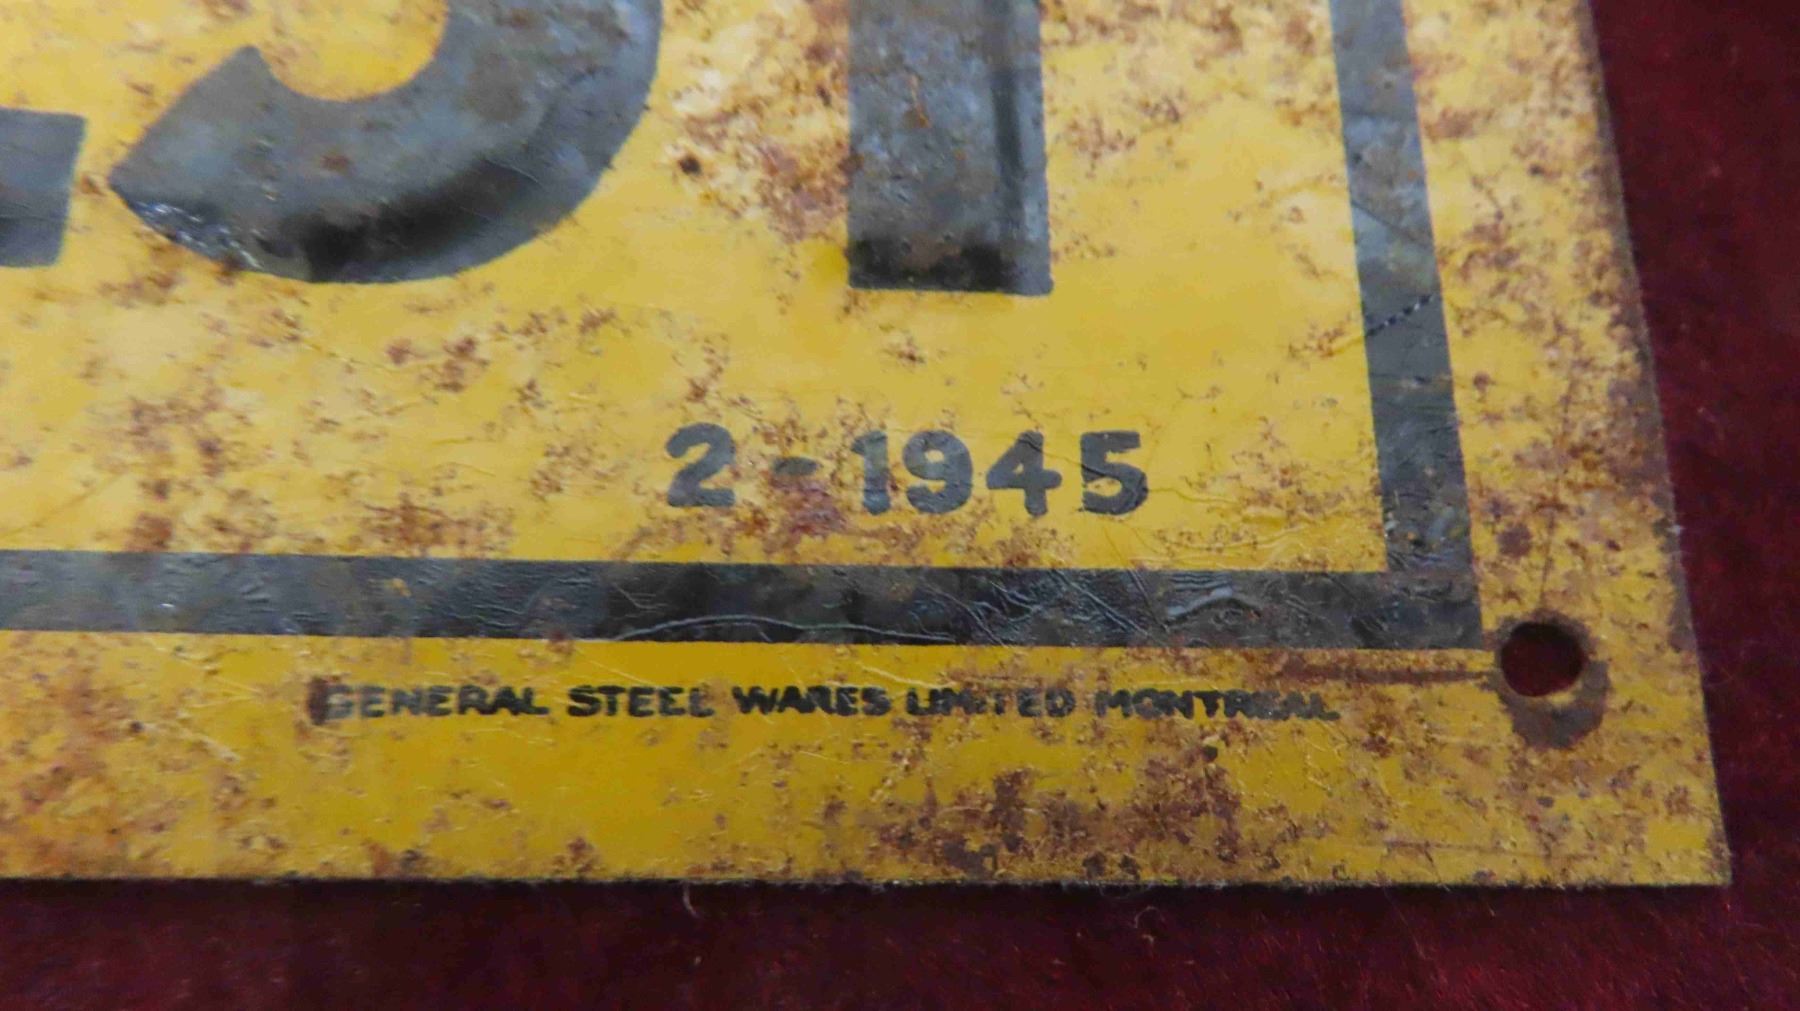 2-1945
GENERAL STEEL WARES LIMITED MONTREAL